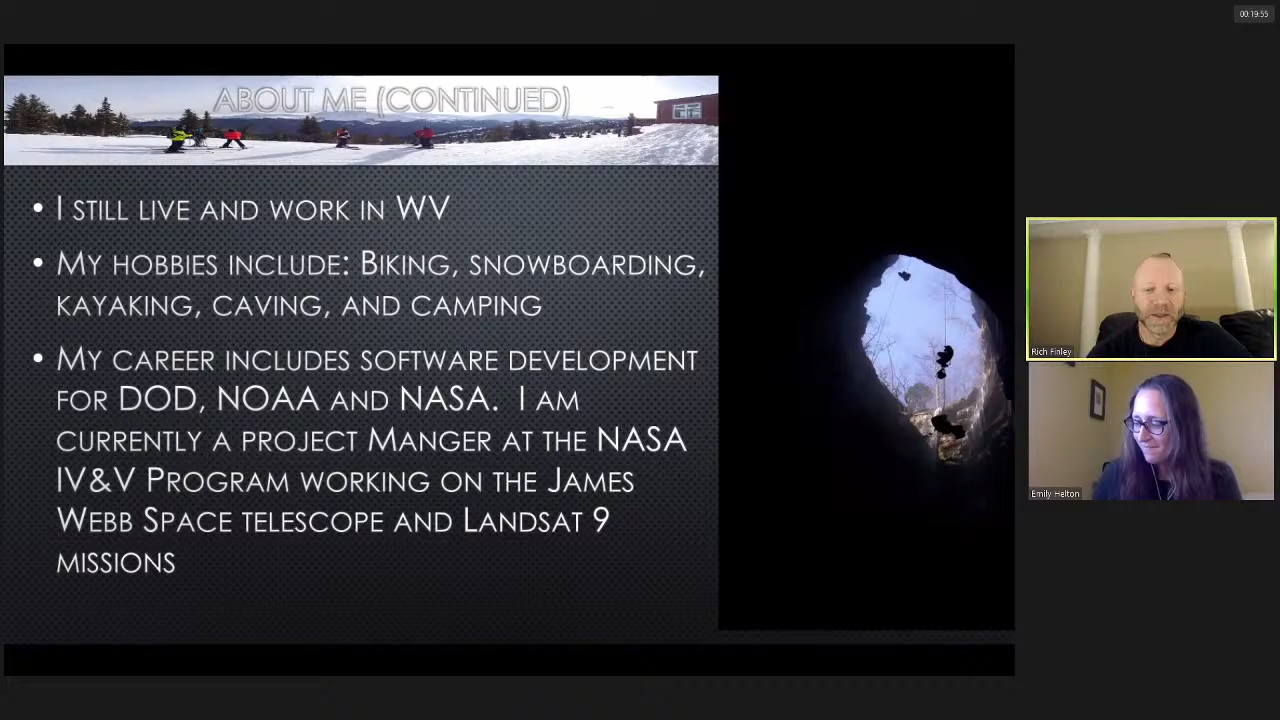 00:19:55
ABOUT ME (CONTINUED)
• I STILL LIVE AND WORK IN WV
• MY HOBBIES INCLUDE: BIKING, SNOWBOARDING,
KAYAKING, CAVING, AND CAMPING
• MY CAREER INCLUDES SOFTWARE DEVELOPMENT
FOR DOD, NOAA AND NASA. I AM
CURRENTLY A PROJECT MANGER AT THE NASA
IV&V PROGRAM WORKING ON THE JAMES
WEBB SPACE TELESCOPE AND LANDSAT 9
MISSIONS
Rich Finley
Emily Helton